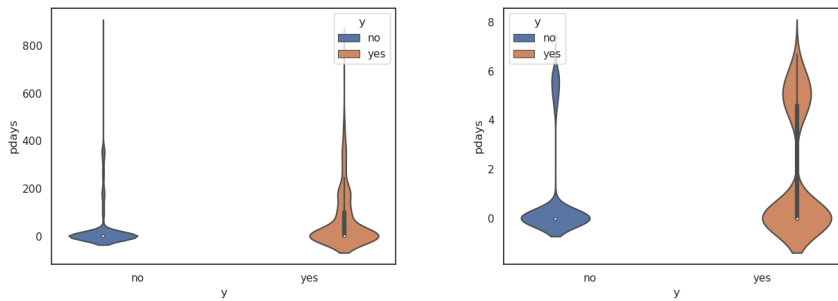 y
no
yes
800
600
400
200
0
pdays
no
yes
y
y
no
yes
8
6
4
2
0
pdays
no
yes
y